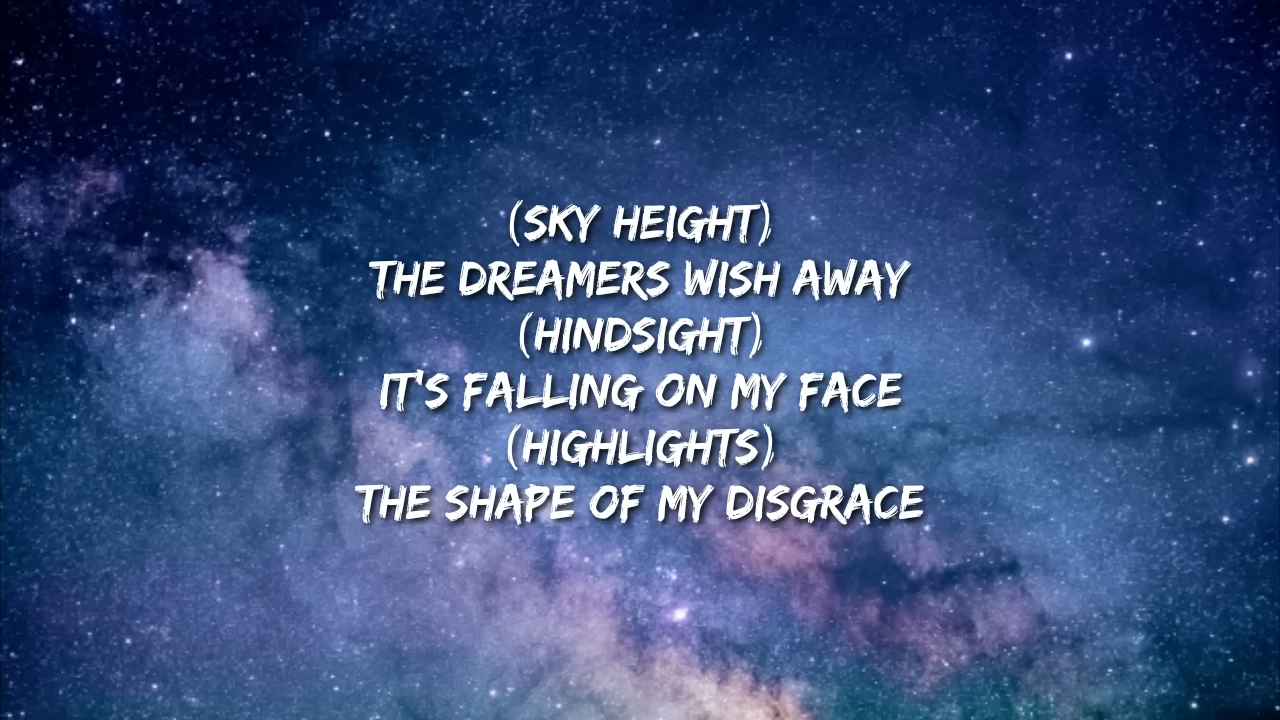 (SKY HEIGHT)
THE DREAMERS WISH AWAY
(HINDSIGHT)
IT'S FALLING ON MY FACE
(HIGHLIGHTS)
THE SHAPE OF MY DISGRACE